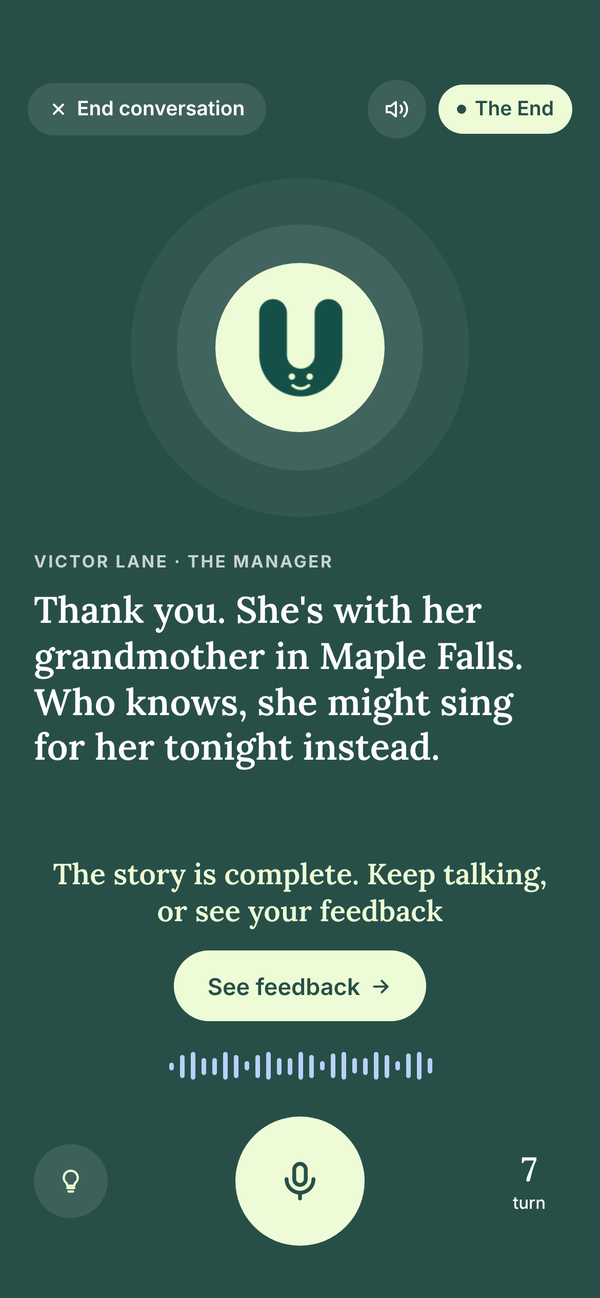 End conversation
The End
VICTOR LANE · THE MANAGER
Thank you. She's with her
grandmother in Maple Falls.
Who knows, she might sing
for her tonight instead.
The story is complete. Keep talking,
or see your feedback
See feedback →
7
turn